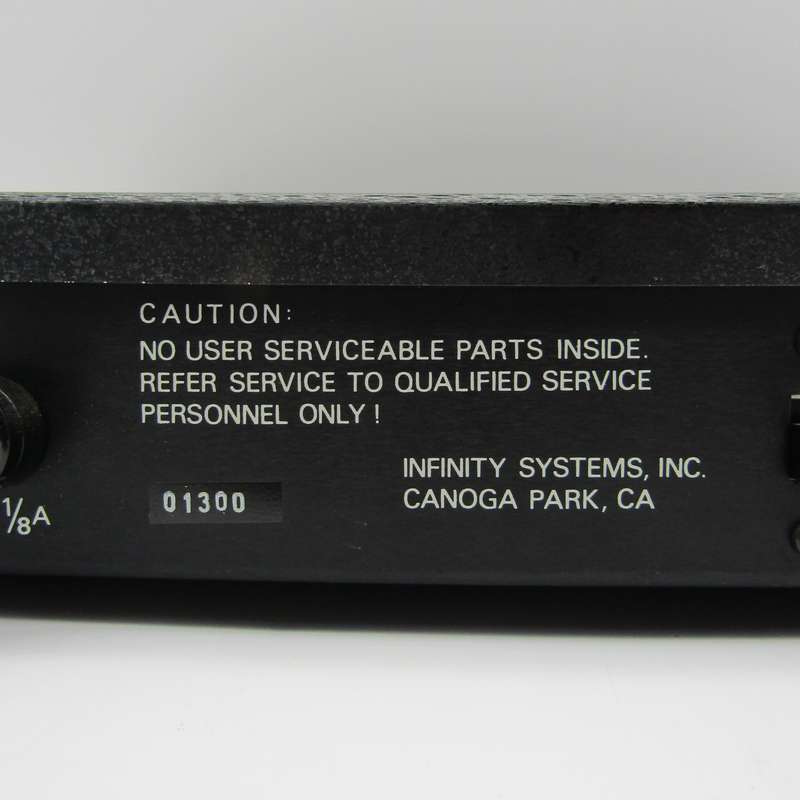 CAUTION:
NO USER SERVICEABLE PARTS INSIDE.
REFER SERVICE TO QUALIFIED SERVICE
PERSONNEL ONLY !
INFINITY SYSTEMS, INC.
CANOGA PARK, CA
01300
1/8A